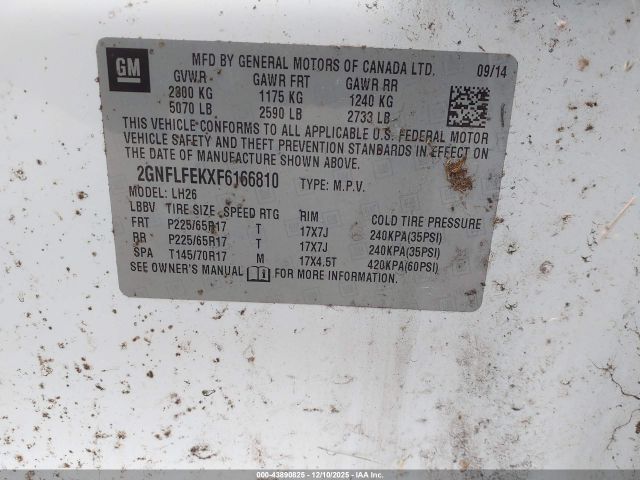 GM
MFD BY GENERAL MOTORS OF CANADA LTD. 09/14
GVWR GAWR FRT GAWR RR
2300 KG 1175 KG 1240 KG
5070 LB 2590 LB 2733 LB
THIS VEHICLE CONFORMS TO ALL APPLICABLE U.S. FEDERAL MOTOR
VEHICLE SAFETY AND THEFT PREVENTION STANDARDS IN EFFECT ON
THE DATE OF MANUFACTURE SHOWN ABOVE.
2GNFLFEKXF6166810 TYPE: M.P.V.
MODEL: LH26
LBBV TIRE SIZE SPEED RTG RIM COLD TIRE PRESSURE
FRT P225/65R17 T 17X7J 240KPA(35PSI)
RR P225/65R17 T 17X7J 240KPA(35PSI)
SPA T145/70R17 M 17X4.5T 420KPA(60PSI)
SEE OWNER'S MANUAL FOR MORE INFORMATION.
000-43890825 - 12/10/2025 - IAA Inc.